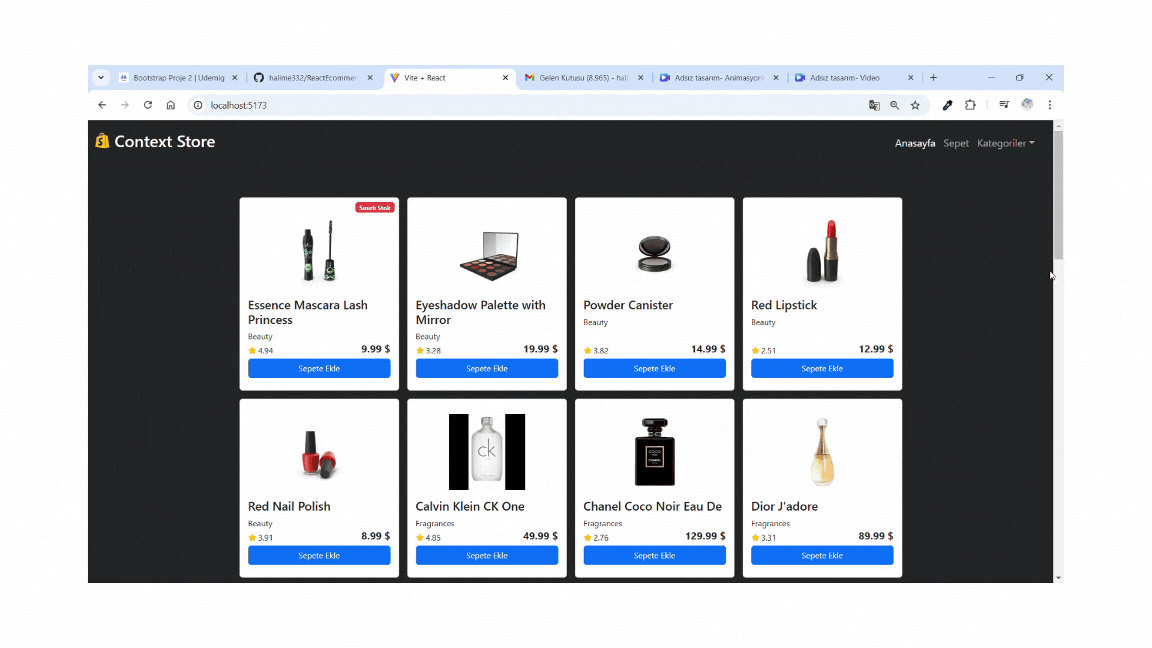 Bootstrap Proje 2 | Udemig
halime332/ReactEcommer
Vite + React
Gelen Kutusu (8.965) - hali
Adsız tasarım- Animasyon
Adsız tasarım- Video
localhost:5173
Context Store
Anasayfa
Sepet
Kategoriler
Sınırlı Stok
Essence Mascara Lash
Princess
Beauty
4.94
9.99 $
Sepete Ekle
Eyeshadow Palette with
Mirror
Beauty
3.28
19.99 $
Sepete Ekle
Powder Canister
Beauty
3.82
14.99 $
Sepete Ekle
Red Lipstick
Beauty
2.51
12.99 $
Sepete Ekle
Red Nail Polish
Beauty
3.91
8.99 $
Sepete Ekle
ck
Calvin Klein CK One
Fragrances
4.85
49.99 $
Sepete Ekle
COCO
CHANEL
Chanel Coco Noir Eau De
Fragrances
2.76
129.99 $
Sepete Ekle
Dior J'adore
Fragrances
3.31
89.99 $
Sepete Ekle